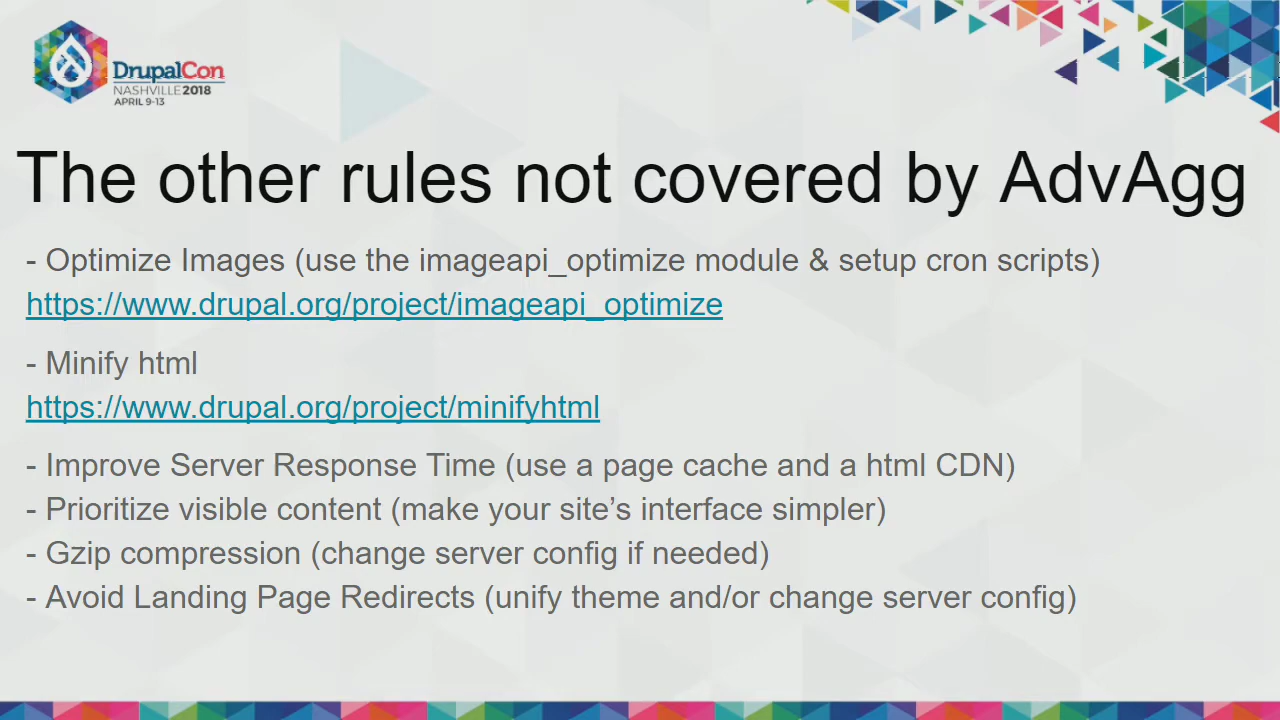 DrupalCon
NASHVILLE 2018
APRIL 9-13
The other rules not covered by AdvAgg
- Optimize Images (use the imageapi_optimize module & setup cron scripts)
https://www.drupal.org/project/imageapi_optimize
- Minify html
https://www.drupal.org/project/minifyhtml
- Improve Server Response Time (use a page cache and a html CDN)
- Prioritize visible content (make your site’s interface simpler)
- Gzip compression (change server config if needed)
- Avoid Landing Page Redirects (unify theme and/or change server config)